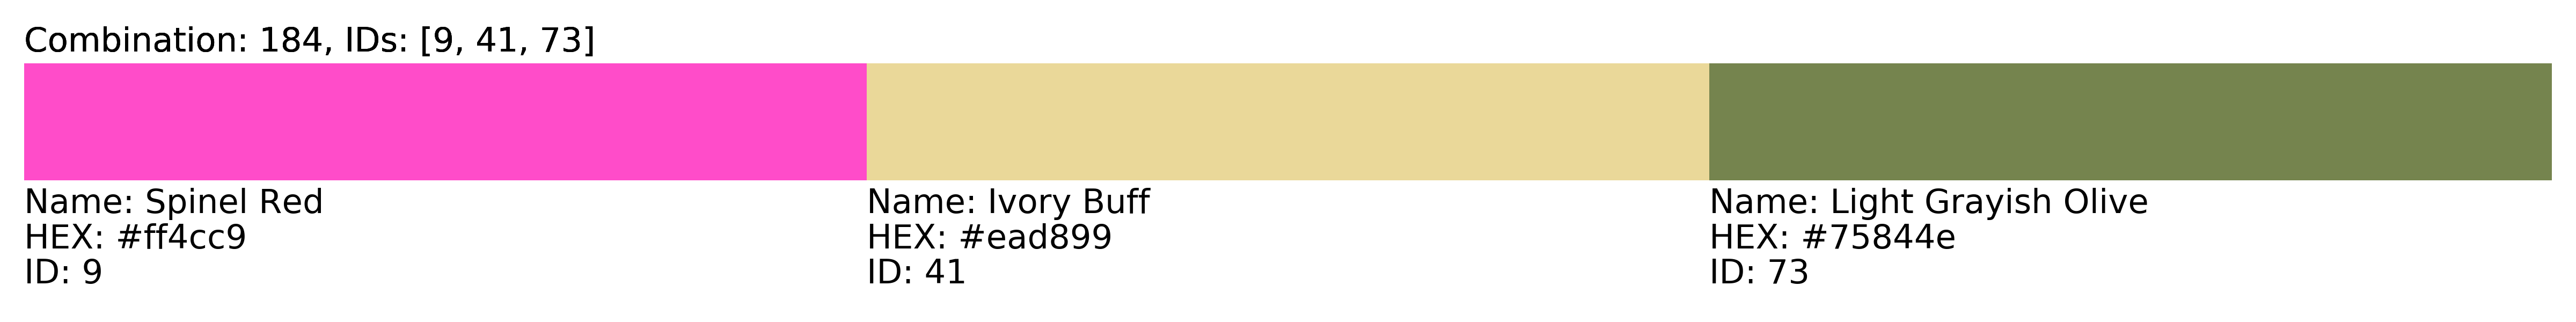 Combination: 184, IDs: [9, 41, 73]
Name: Spinel Red
HEX: #ff4cc9
ID: 9
Name: Ivory Buff
HEX: #ead899
ID: 41
Name: Light Grayish Olive
HEX: #75844e
ID: 73